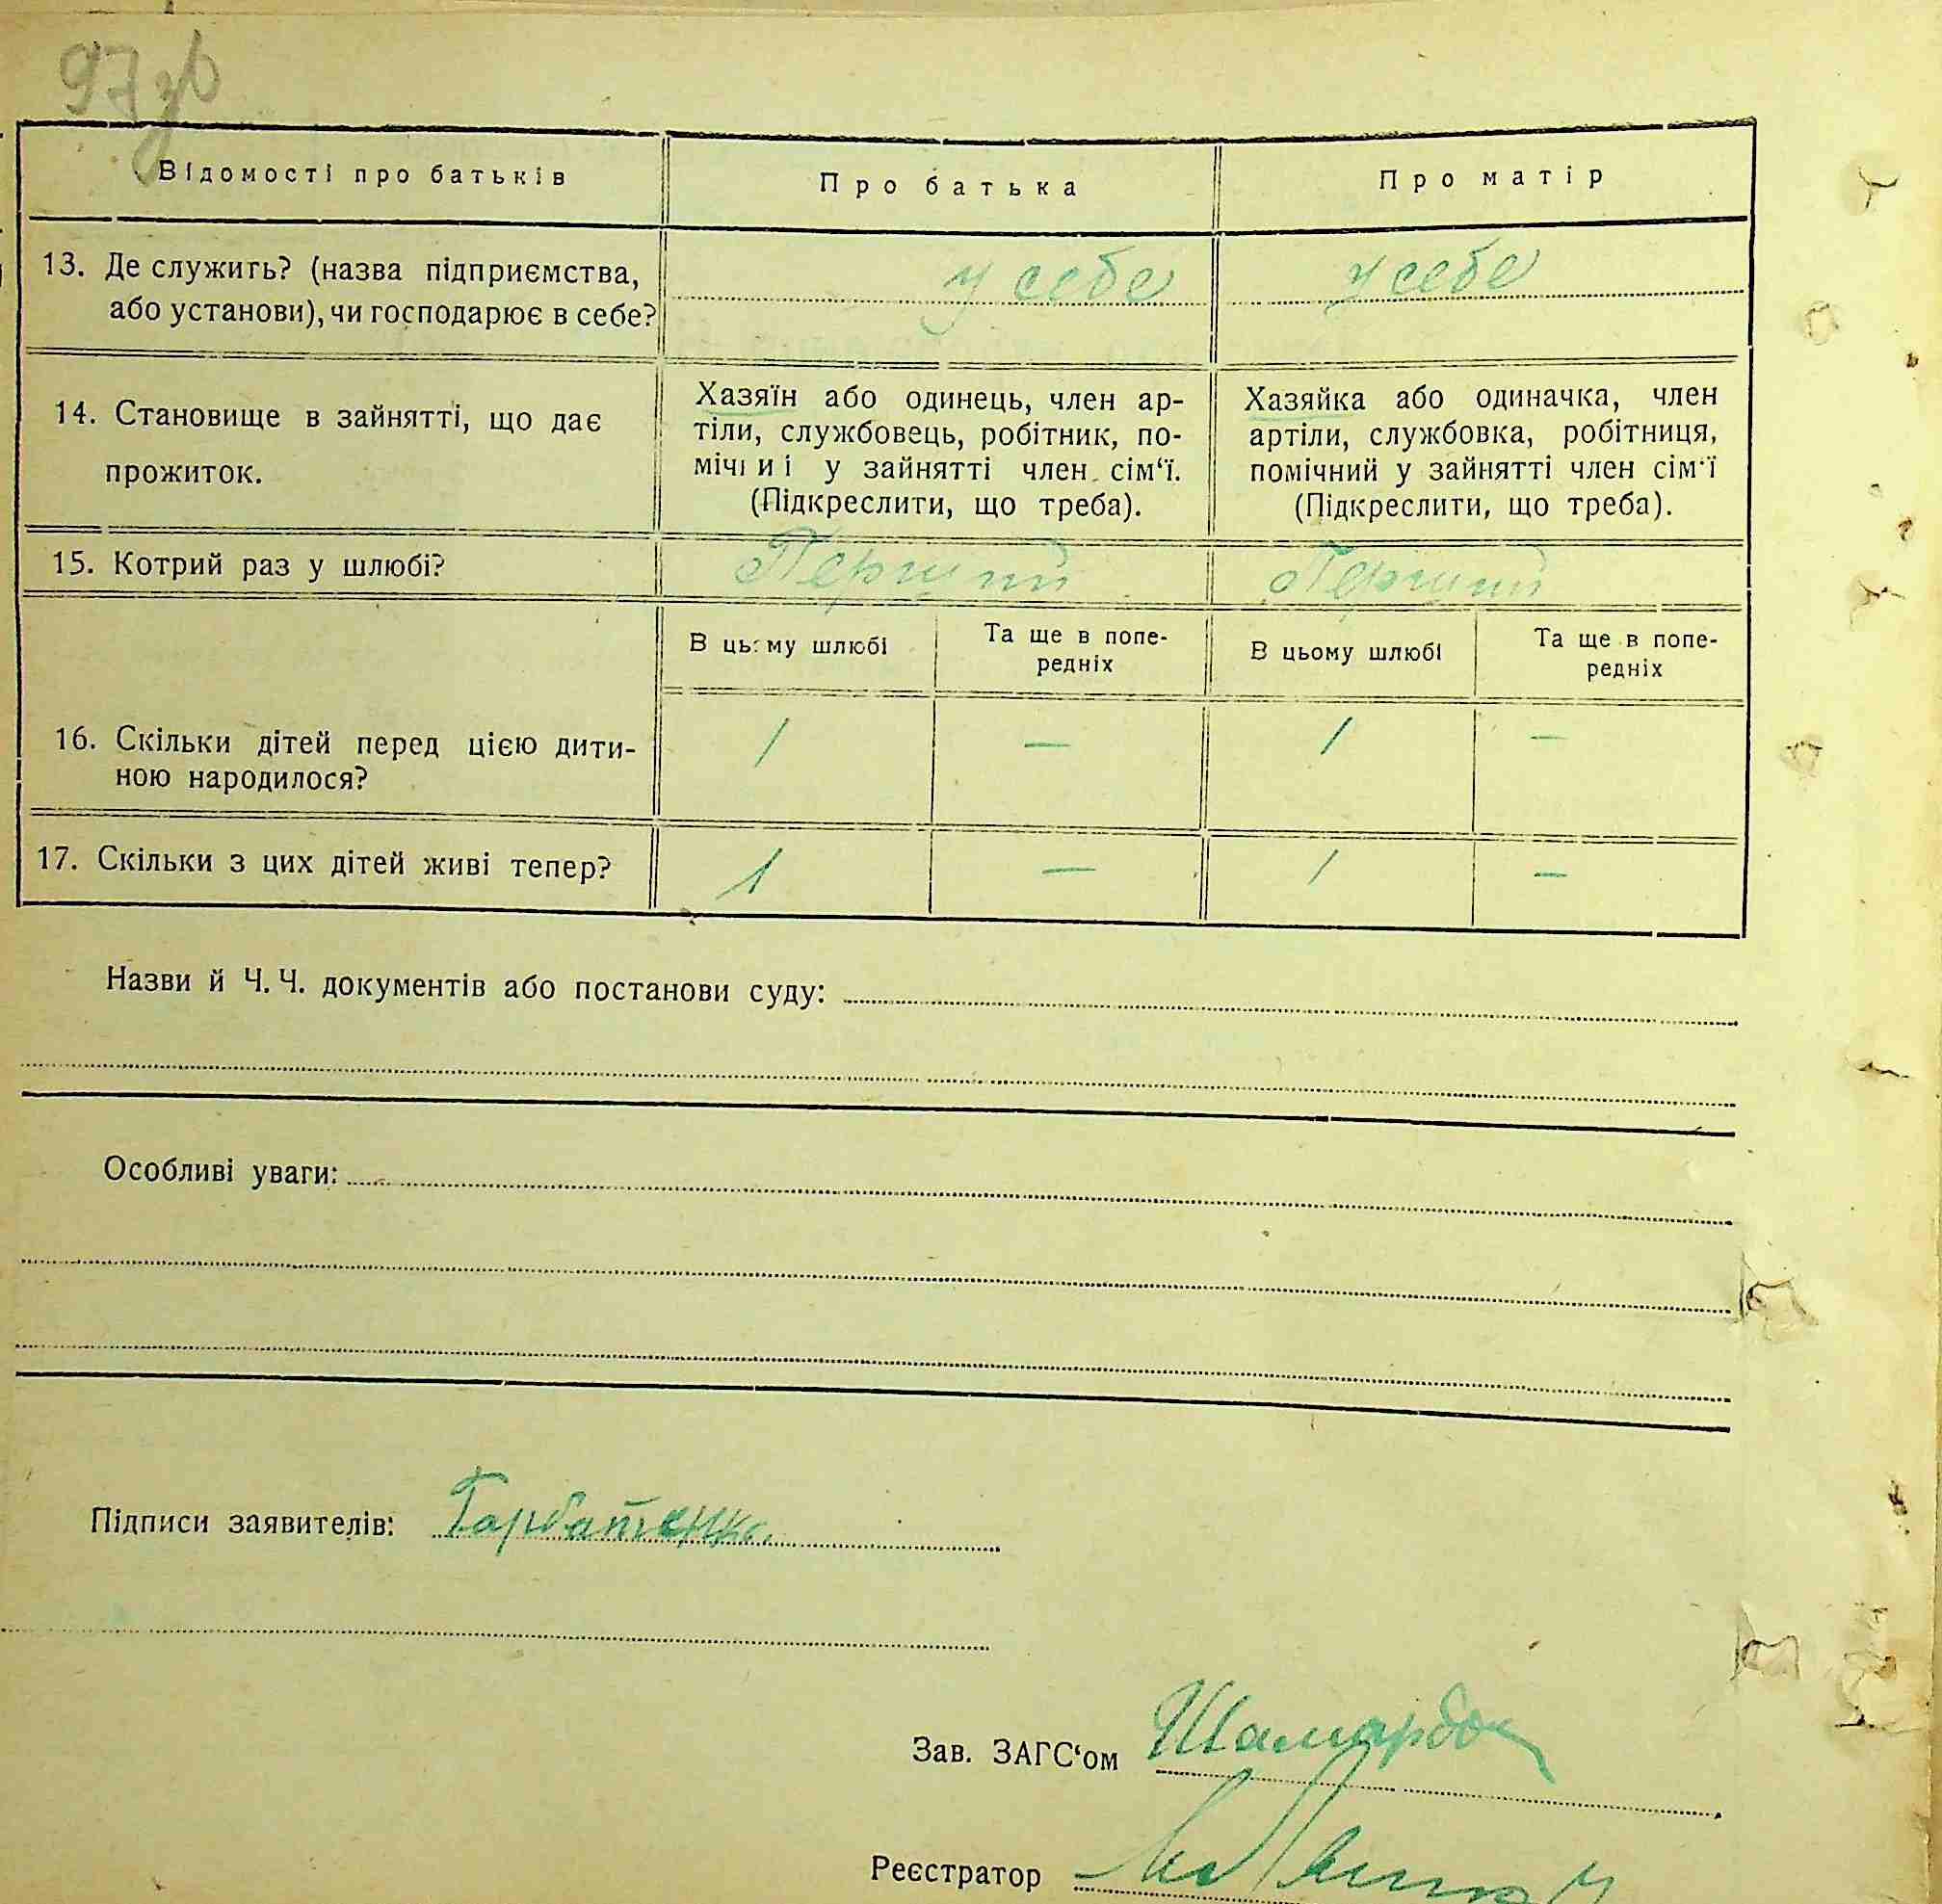 97 зв
Відомості про батьків Про батька Про матір
13. Де служить? (назва підприємства, у себе у себе
або установи), чи господарює в себе?
14. Становище в зайнятті, що дає
прожиток.
Хазяїн або одинець, член ар-
тіли, службовець, робітник, по-
мічниі у зайнятті член сім‘ї.
(Підкреслити, що треба).
Хазяйка або одиначка, член
артіли, службовка, робітниця,
помічний у зайнятті член сім‘ї
(Підкреслити, що треба).
15. Котрий раз у шлюбі? Перший Перший
В цьому шлюбі Та ще в попе-
редніх В цьому шлюбі Та ще в попе-
редніх
16. Скільки дітей перед цією дити-
ною народилося? 1 — 1 —
17. Скільки з цих дітей живі тепер? 1 — 1 —
Назви й Ч. Ч. документів або постанови суду:
Особливі уваги:
Підписи заявителів: Горбатенко
Зав. ЗАГС‘ом
Реєстратор